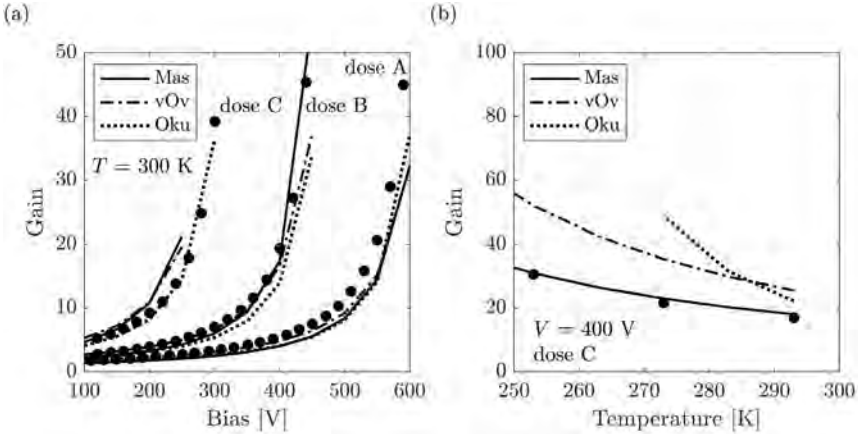 (a)
50
40
30
20
10
0
Gain
100
200
300
400
500
600
Bias [V]
Mas
vOv
Oku
T = 300 K
dose C
dose B
dose A
(b)
100
80
60
40
20
0
Gain
250
260
270
280
290
300
Temperature [K]
Mas
vOv
Oku
V = 400 V
dose C